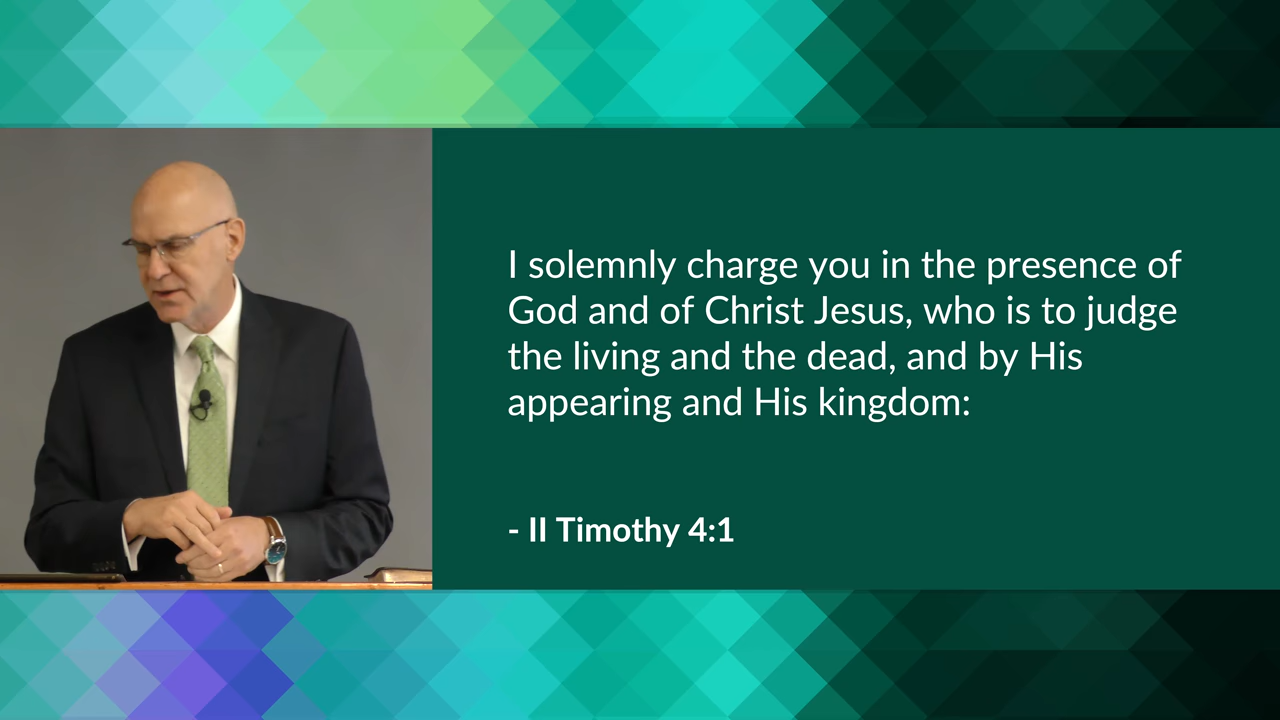 I solemnly charge you in the presence of
God and of Christ Jesus, who is to judge
the living and the dead, and by His
appearing and His kingdom:
- II Timothy 4:1